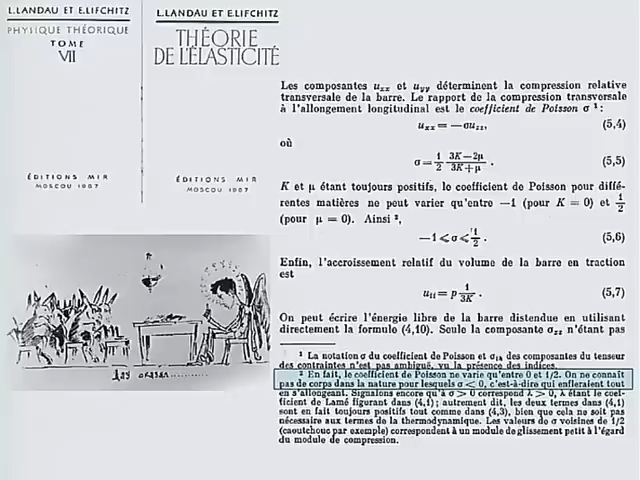 L.LANDAU ET E.LIFCHITZ
PHYSIQUE THÉORIQUE
TOME
VII
ÉDITIONS MIR
MOSCOU 1967
L.LANDAU ET E.LIFCHITZ
THÉORIE
DE L'ÉLASTICITÉ
ÉDITIONS MIR
MOSCOU 1967
Les composantes uxx et uyy déterminent la compression relative
transversale de la barre. Le rapport de la compression transversale
à l'allongement longitudinal est le coefficient de Poisson σ ¹:
uxx = −σuzz, (5,4)
où
σ = 1/2 (3K−2μ)/(3K+μ) . (5,5)
K et μ étant toujours positifs, le coefficient de Poisson pour diffé-
rentes matières ne peut varier qu'entre −1 (pour K = 0) et 1/2
(pour μ = 0). Ainsi ²,
−1 ⩽ σ ⩽ 1/2 . (5,6)
Enfin, l'accroissement relatif du volume de la barre en traction
est
uii = p 1/3K . (5,7)
On peut écrire l'énergie libre de la barre distendue en utilisant
directement la formule (4,10). Seule la composante σzz n'étant pas
¹ La notation σ du coefficient de Poisson et σik des composantes du tenseur
des contraintes n'est pas ambiguë, vu la présence des indices.
² En fait, le coefficient de Poisson ne varie qu'entre 0 et 1/2. On ne connaît
pas de corps dans la nature pour lesquels σ < 0, c'est-à-dire qui enfleraient tout
en s'allongeant. Signalons encore qu'à σ > 0 correspond λ > 0, λ étant le coef-
ficient de Lamé figurant dans (4,1); autrement dit, les deux termes dans (4,1)
sont en fait toujours positifs tout comme dans (4,3), bien que cela ne soit pas
nécessaire aux termes de la thermodynamique. Les valeurs de σ voisines de 1/2
(caoutchouc par exemple) correspondent à un module de glissement petit à l'égard
du module de compression.